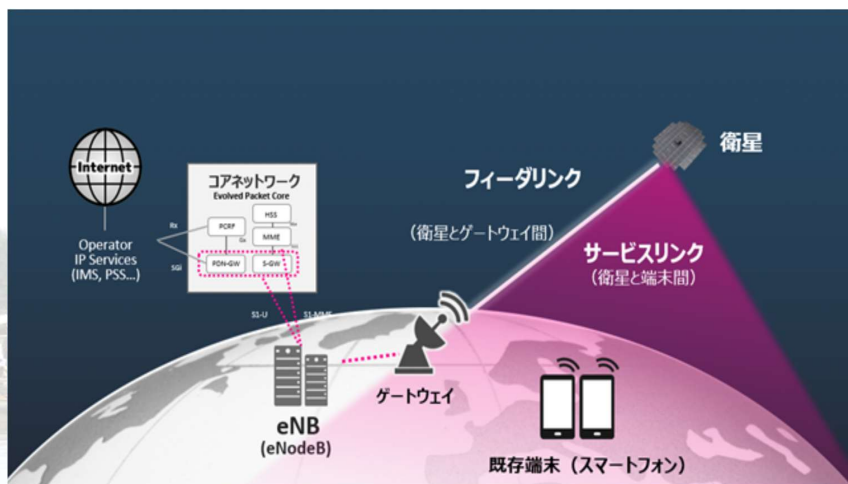 衛星
フィーダリンク
(衛星とゲートウェイ間)
サービスリンク
(衛星と端末間)
Internet
Operator
IP Services
(IMS, PSS...)
Rx
SGi
コアネットワーク
Evolved Packet Core
HSS
PCRF
Gx
MME
PDN-GW
S-GW
S1-U
S1-MME
eNB
(eNodeB)
ゲートウェイ
既存端末（スマートフォン）